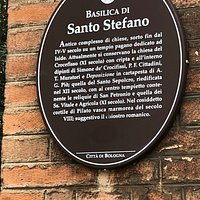 BASILICA DI
SANTO STEFANO
Antico complesso di chiese, sorto fin dal
IV-V secolo su un tempio pagano dedicato ad
Iside. Attualmente si conservano la chiesa del
Crocefisso (XI secolo) con cripta e all'interno
dipinti di Simone de' Crocifissi, P. F. Cittadini,
T. Muratori e Deposizione in cartapesta di A.
G. Piò; quella del Santo Sepolcro, riedificata
nel XII secolo, con al centro tempietto conte-
nente le reliquie di San Petronio e quella dei
Ss. Vitale e Agricola (XI secolo). Nel cosiddetto
cortile di Pilato vasca marmorea del secolo
VIII; suggestivo il chiostro romanico.
CITTÀ DI BOLOGNA